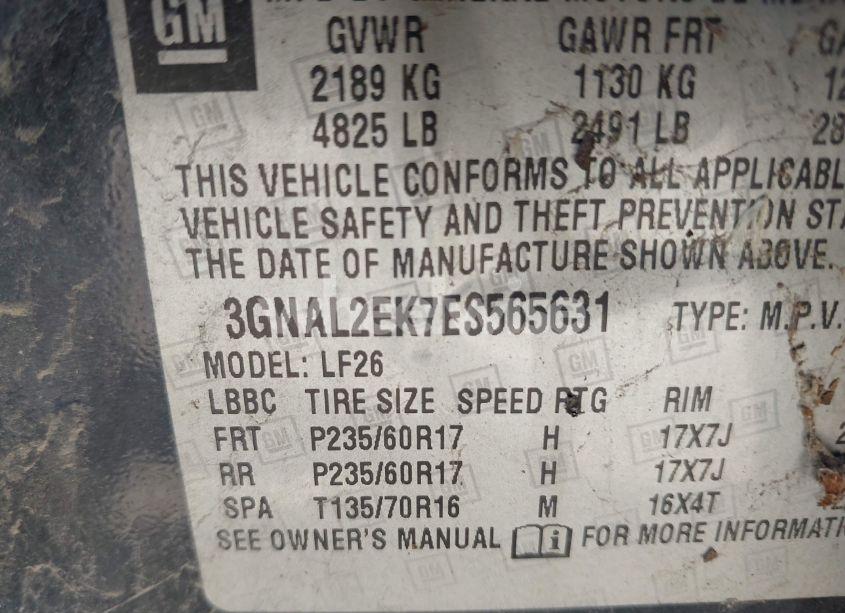 GM
GVWR GAWR FRT
2189 KG 1130 KG
4825 LB 2491 LB
THIS VEHICLE CONFORMS TO ALL APPLICABL
VEHICLE SAFETY AND THEFT PREVENTION STA
THE DATE OF MANUFACTURE SHOWN ABOVE.
3GNAL2EK7ES565631 TYPE: M.P.V.
MODEL: LF26
LBBC TIRE SIZE SPEED RTG RIM
FRT P235/60R17 H 17X7J
RR P235/60R17 H 17X7J
SPA T135/70R16 M 16X4T
SEE OWNER'S MANUAL FOR MORE INFORMATI